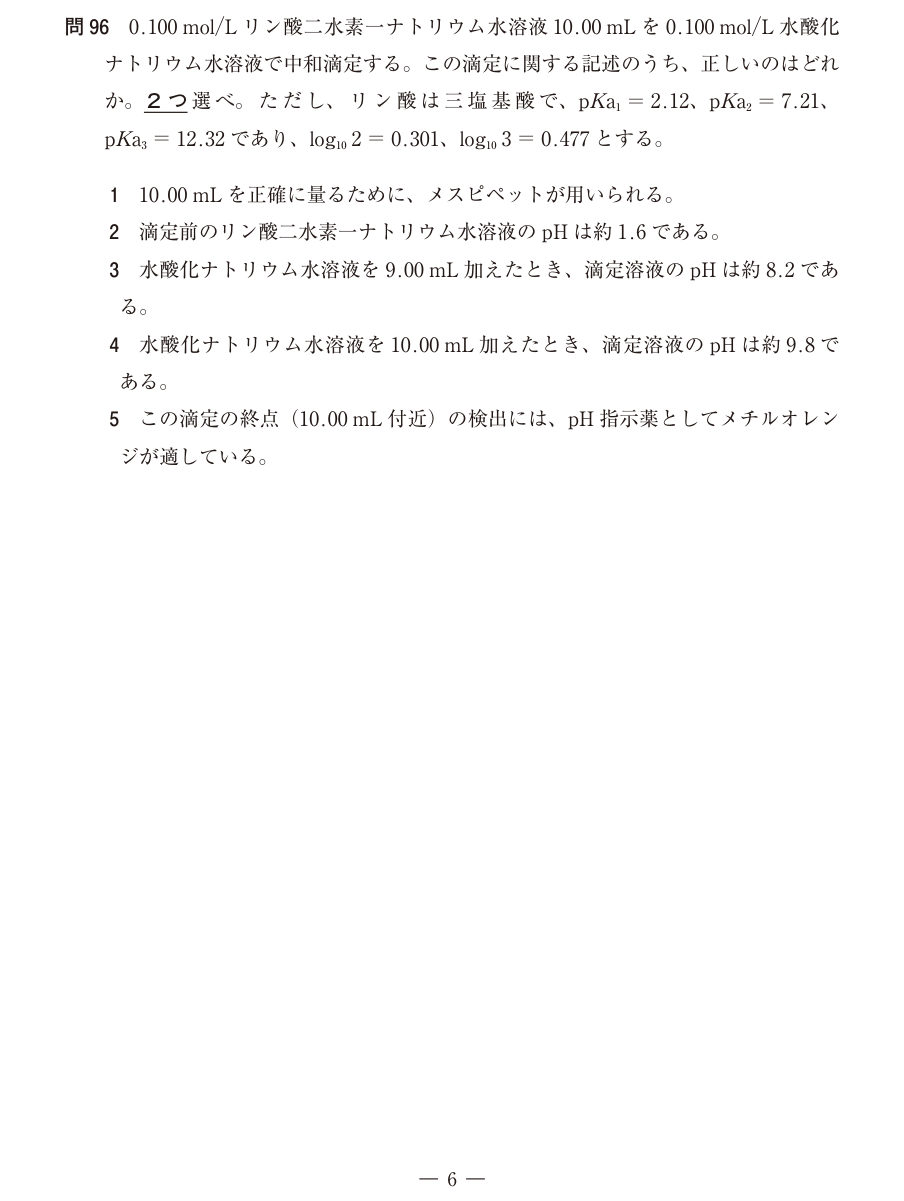 問 96 0.100 mol/L リン酸二水素一ナトリウム水溶液 10.00 mL を 0.100 mol/L 水酸化
ナトリウム水溶液で中和滴定する。この滴定に関する記述のうち、正しいのはどれ
か。2つ選べ。ただし、リン酸は三塩基酸で、pKa₁ = 2.12、pKa₂ = 7.21、
pKa₃ = 12.32 であり、log₁₀ 2 = 0.301、log₁₀ 3 = 0.477 とする。
1 10.00 mL を正確に量るために、メスピペットが用いられる。
2 滴定前のリン酸二水素一ナトリウム水溶液の pH は約 1.6 である。
3 水酸化ナトリウム水溶液を 9.00 mL 加えたとき、滴定溶液の pH は約 8.2 であ
る。
4 水酸化ナトリウム水溶液を 10.00 mL 加えたとき、滴定溶液の pH は約 9.8 で
ある。
5 この滴定の終点（10.00 mL 付近）の検出には、pH 指示薬としてメチルオレン
ジが適している。
— 6 —